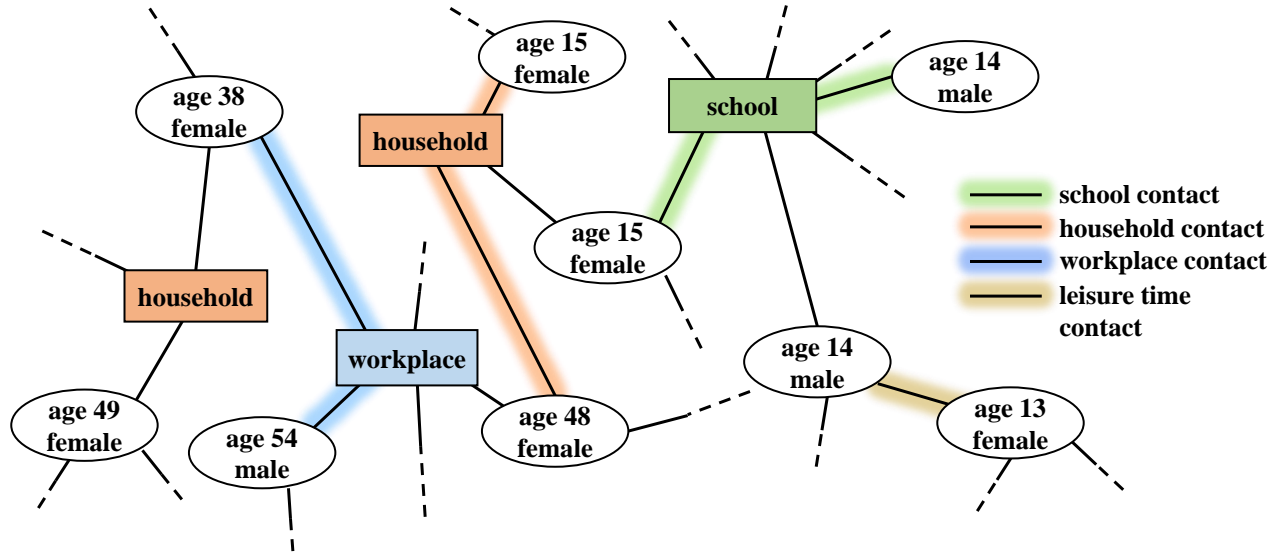 age 15
female
age 14
male
age 38
female
school
household
school contact
household contact
workplace contact
leisure time
contact
age 15
female
household
workplace
age 14
male
age 49
female
age 54
male
age 48
female
age 13
female